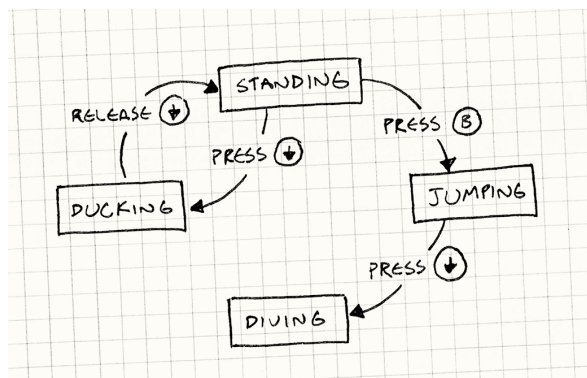 STANDING
RELEASE ↓
PRESS B
PRESS ↓
DUCKING
JUMPING
PRESS ↓
DIVING